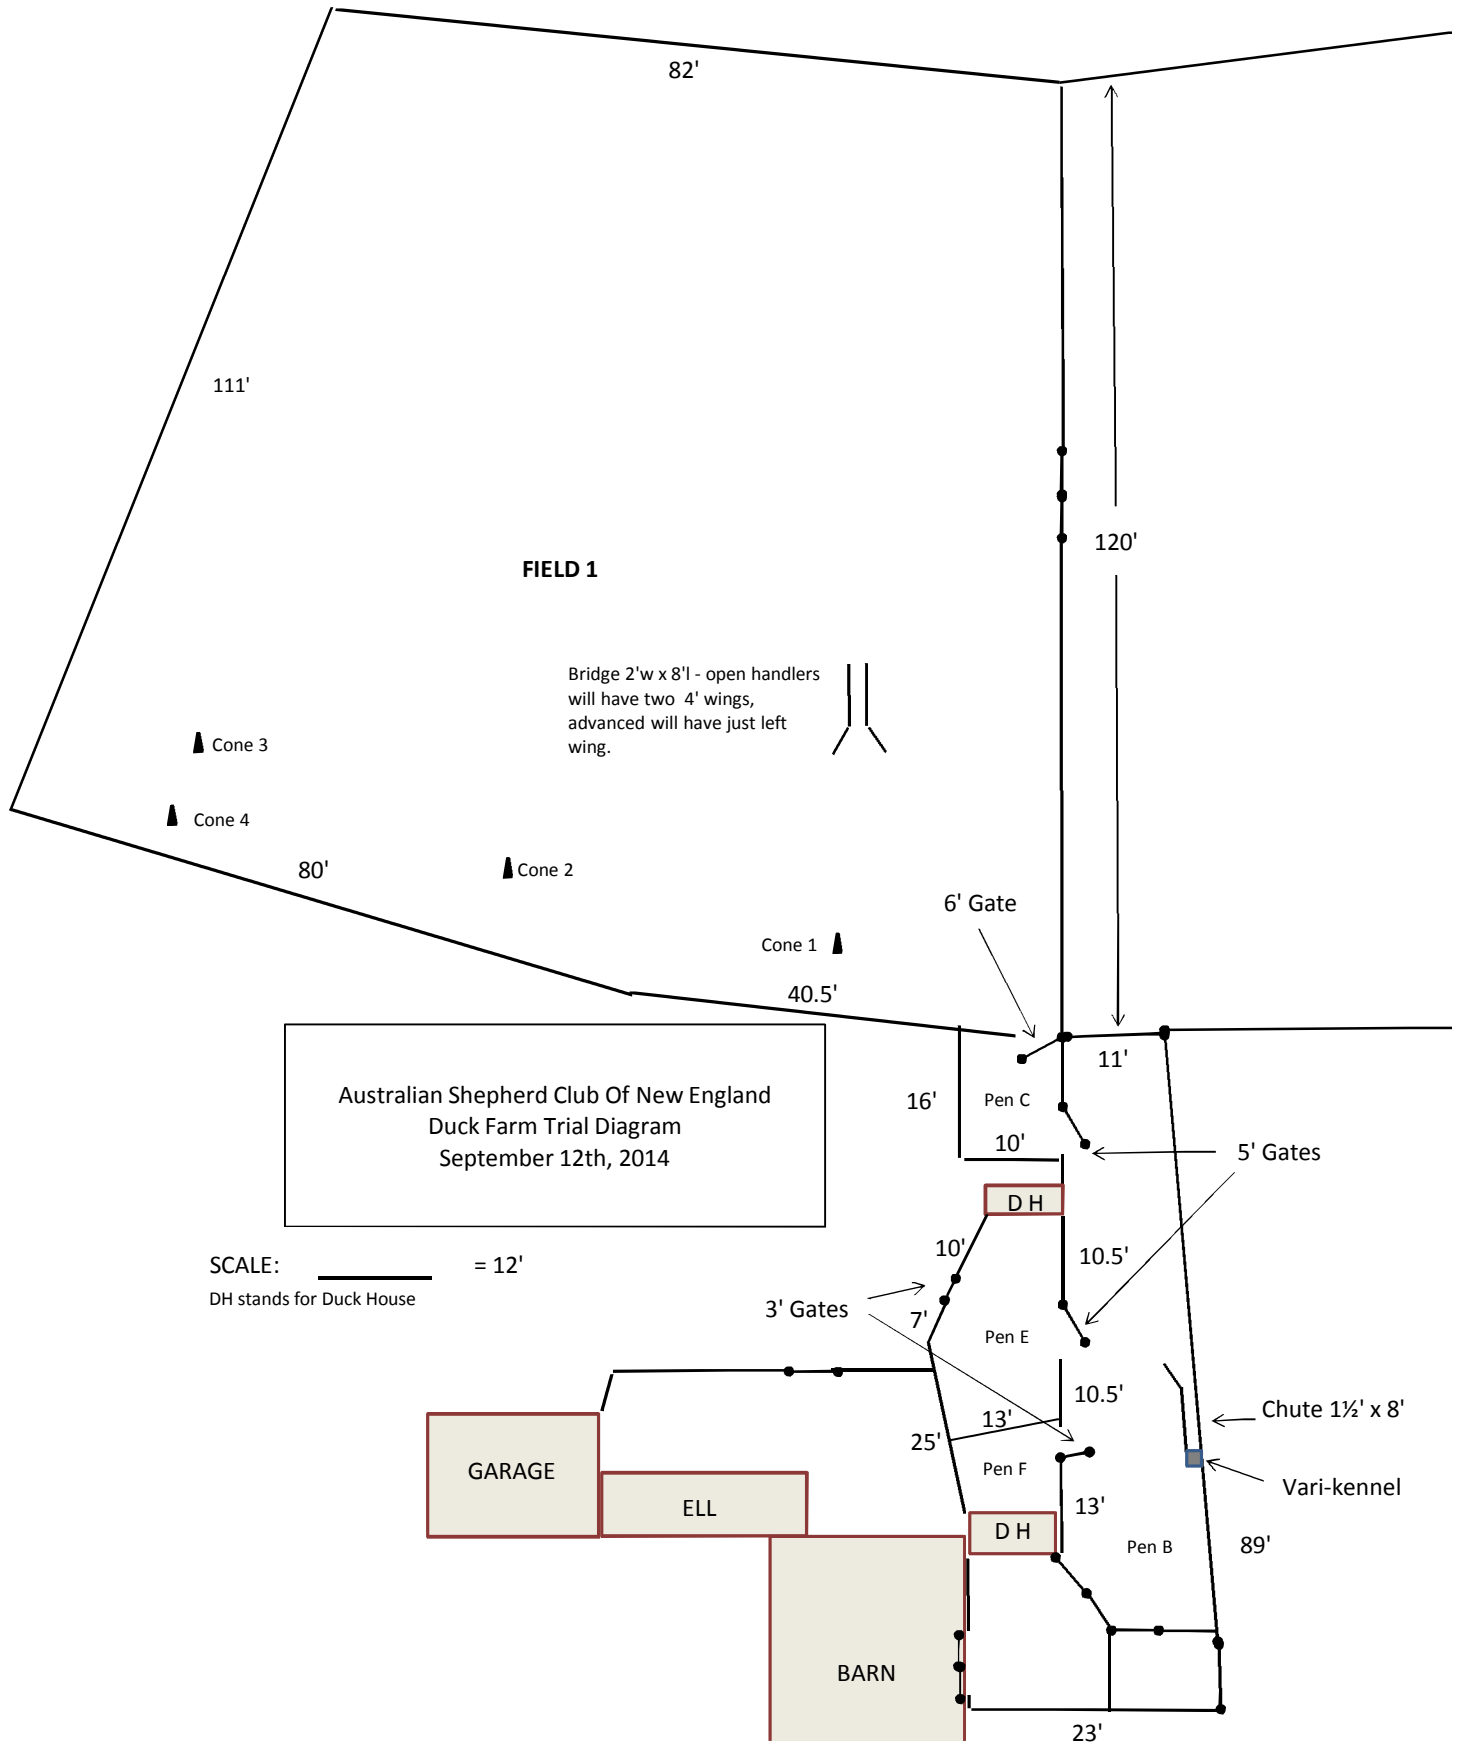 82'
111'
120'
FIELD 1
Bridge 2'w x 8'l - open handlers
will have two 4' wings,
advanced will have just left
wing.
Cone 3
Cone 4
80'
Cone 2
6' Gate
Cone 1
40.5'
11'
Australian Shepherd Club Of New England
Duck Farm Trial Diagram
September 12th, 2014
16'
Pen C
10'
5' Gates
D H
SCALE: = 12'
DH stands for Duck House
10'
10.5'
3' Gates
7'
Pen E
10.5'
Chute 1½' x 8'
13'
25'
GARAGE
Pen F
Vari-kennel
ELL
13'
D H
Pen B
89'
BARN
23'